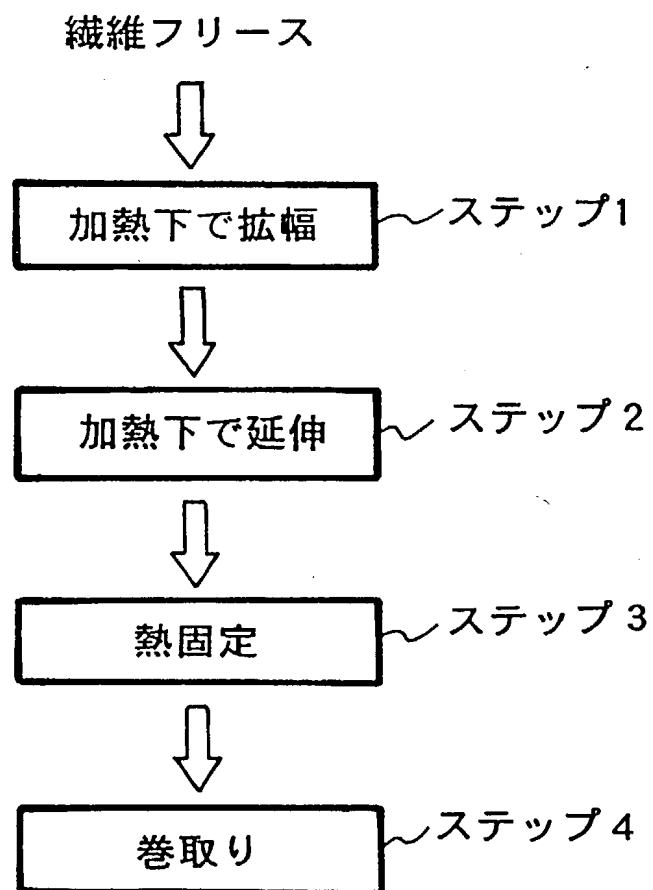 繊維フリース
加熱下で拡幅
ステップ1
加熱下で延伸
ステップ2
熱固定
ステップ3
巻取り
ステップ4